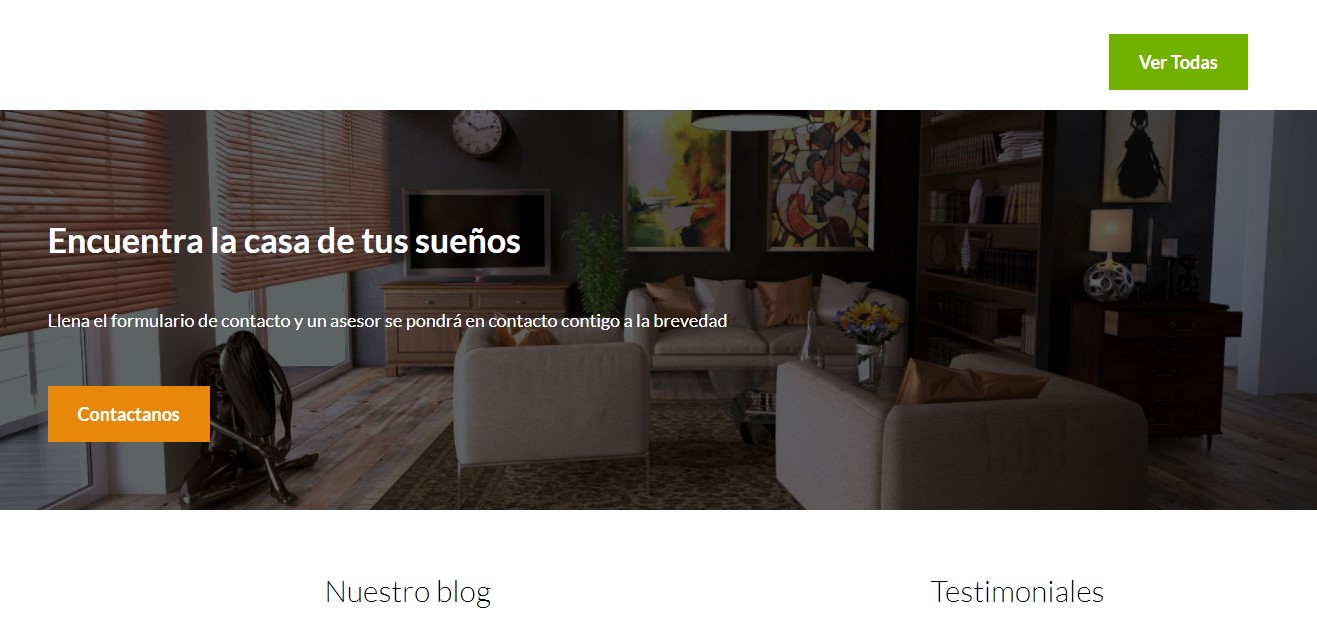 Ver Todas
Encuentra la casa de tus sueños
Llena el formulario de contacto y un asesor se pondrá en contacto contigo a la brevedad
Contactanos
Nuestro blog
Testimoniales